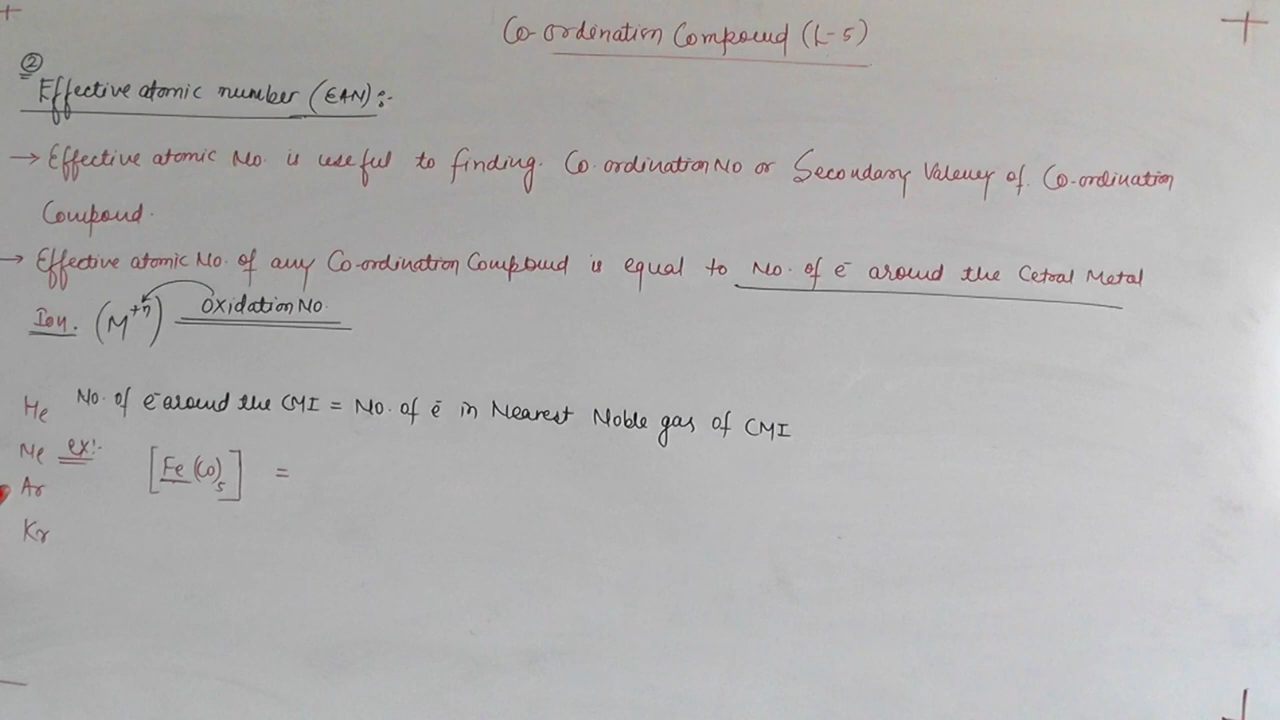 Co-ordination Compound (L-5)
②
Effective atomic number (EAN):-
→ Effective atomic No. is useful to finding. Co-ordination No or Secondary Valency of. Co-ordination
Compound.
→ Effective atomic No. of any Co-ordination Compound is equal to No. of e⁻ around the Cetral Metal
Ion. (M⁺ⁿ) Oxidation No.
He No. of e⁻ around the CMI = No. of e⁻ in Nearest Noble gas of CMI
Ne ex:- [Fe(CO)₅] =
Ar
Kr